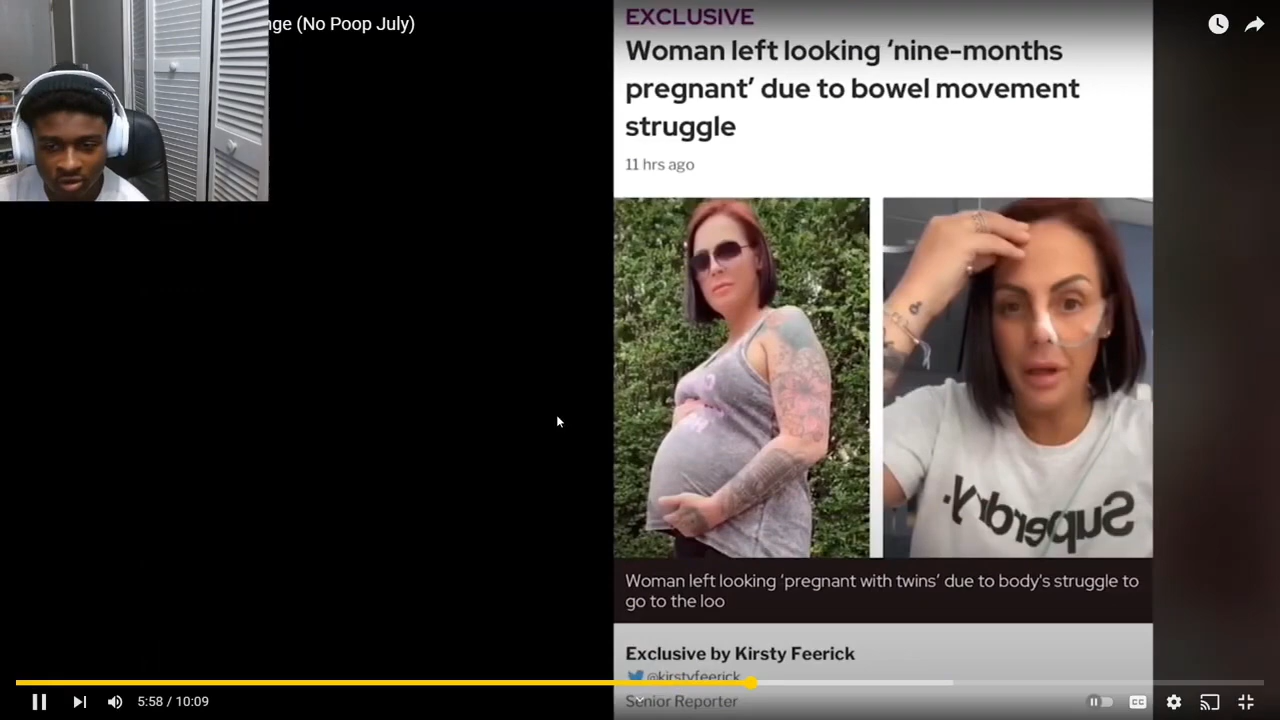 nge (No Poop July)
EXCLUSIVE
Woman left looking ‘nine-months
pregnant’ due to bowel movement
struggle
11 hrs ago
Superdry.
Woman left looking ‘pregnant with twins’ due to body's struggle to
go to the loo
Exclusive by Kirsty Feerick
@kirstyfeerick
Senior Reporter
5:58 / 10:09
CC